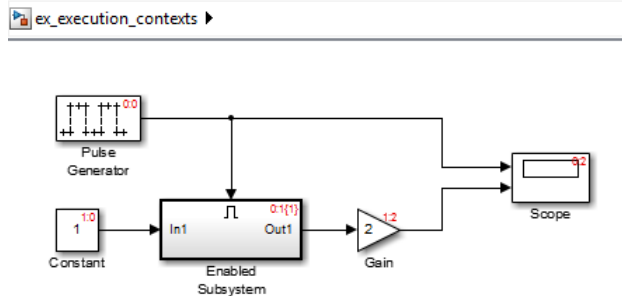 ex_execution_contexts
0:0
Pulse
Generator
0:2
Scope
1:0
1
Constant
0:1{1}
In1
Out1
Enabled
Subsystem
1:2
2
Gain